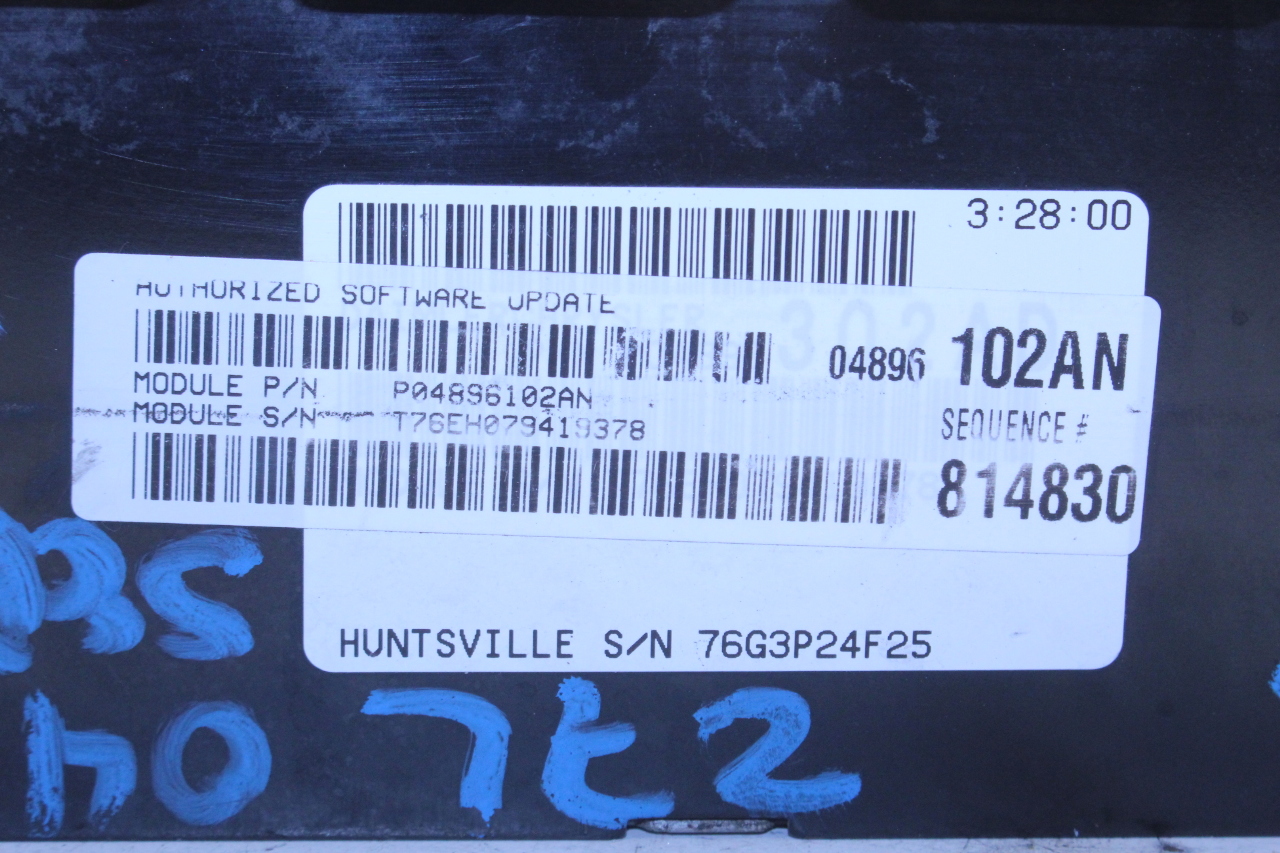 3:28:00
AUTHORIZED SOFTWARE UPDATE
04896 102AN
MODULE P/N P04896102AN
MODULE S/N T76EH079419378
SEQUENCE #
814830
HUNTSVILLE S/N 76G3P24F25